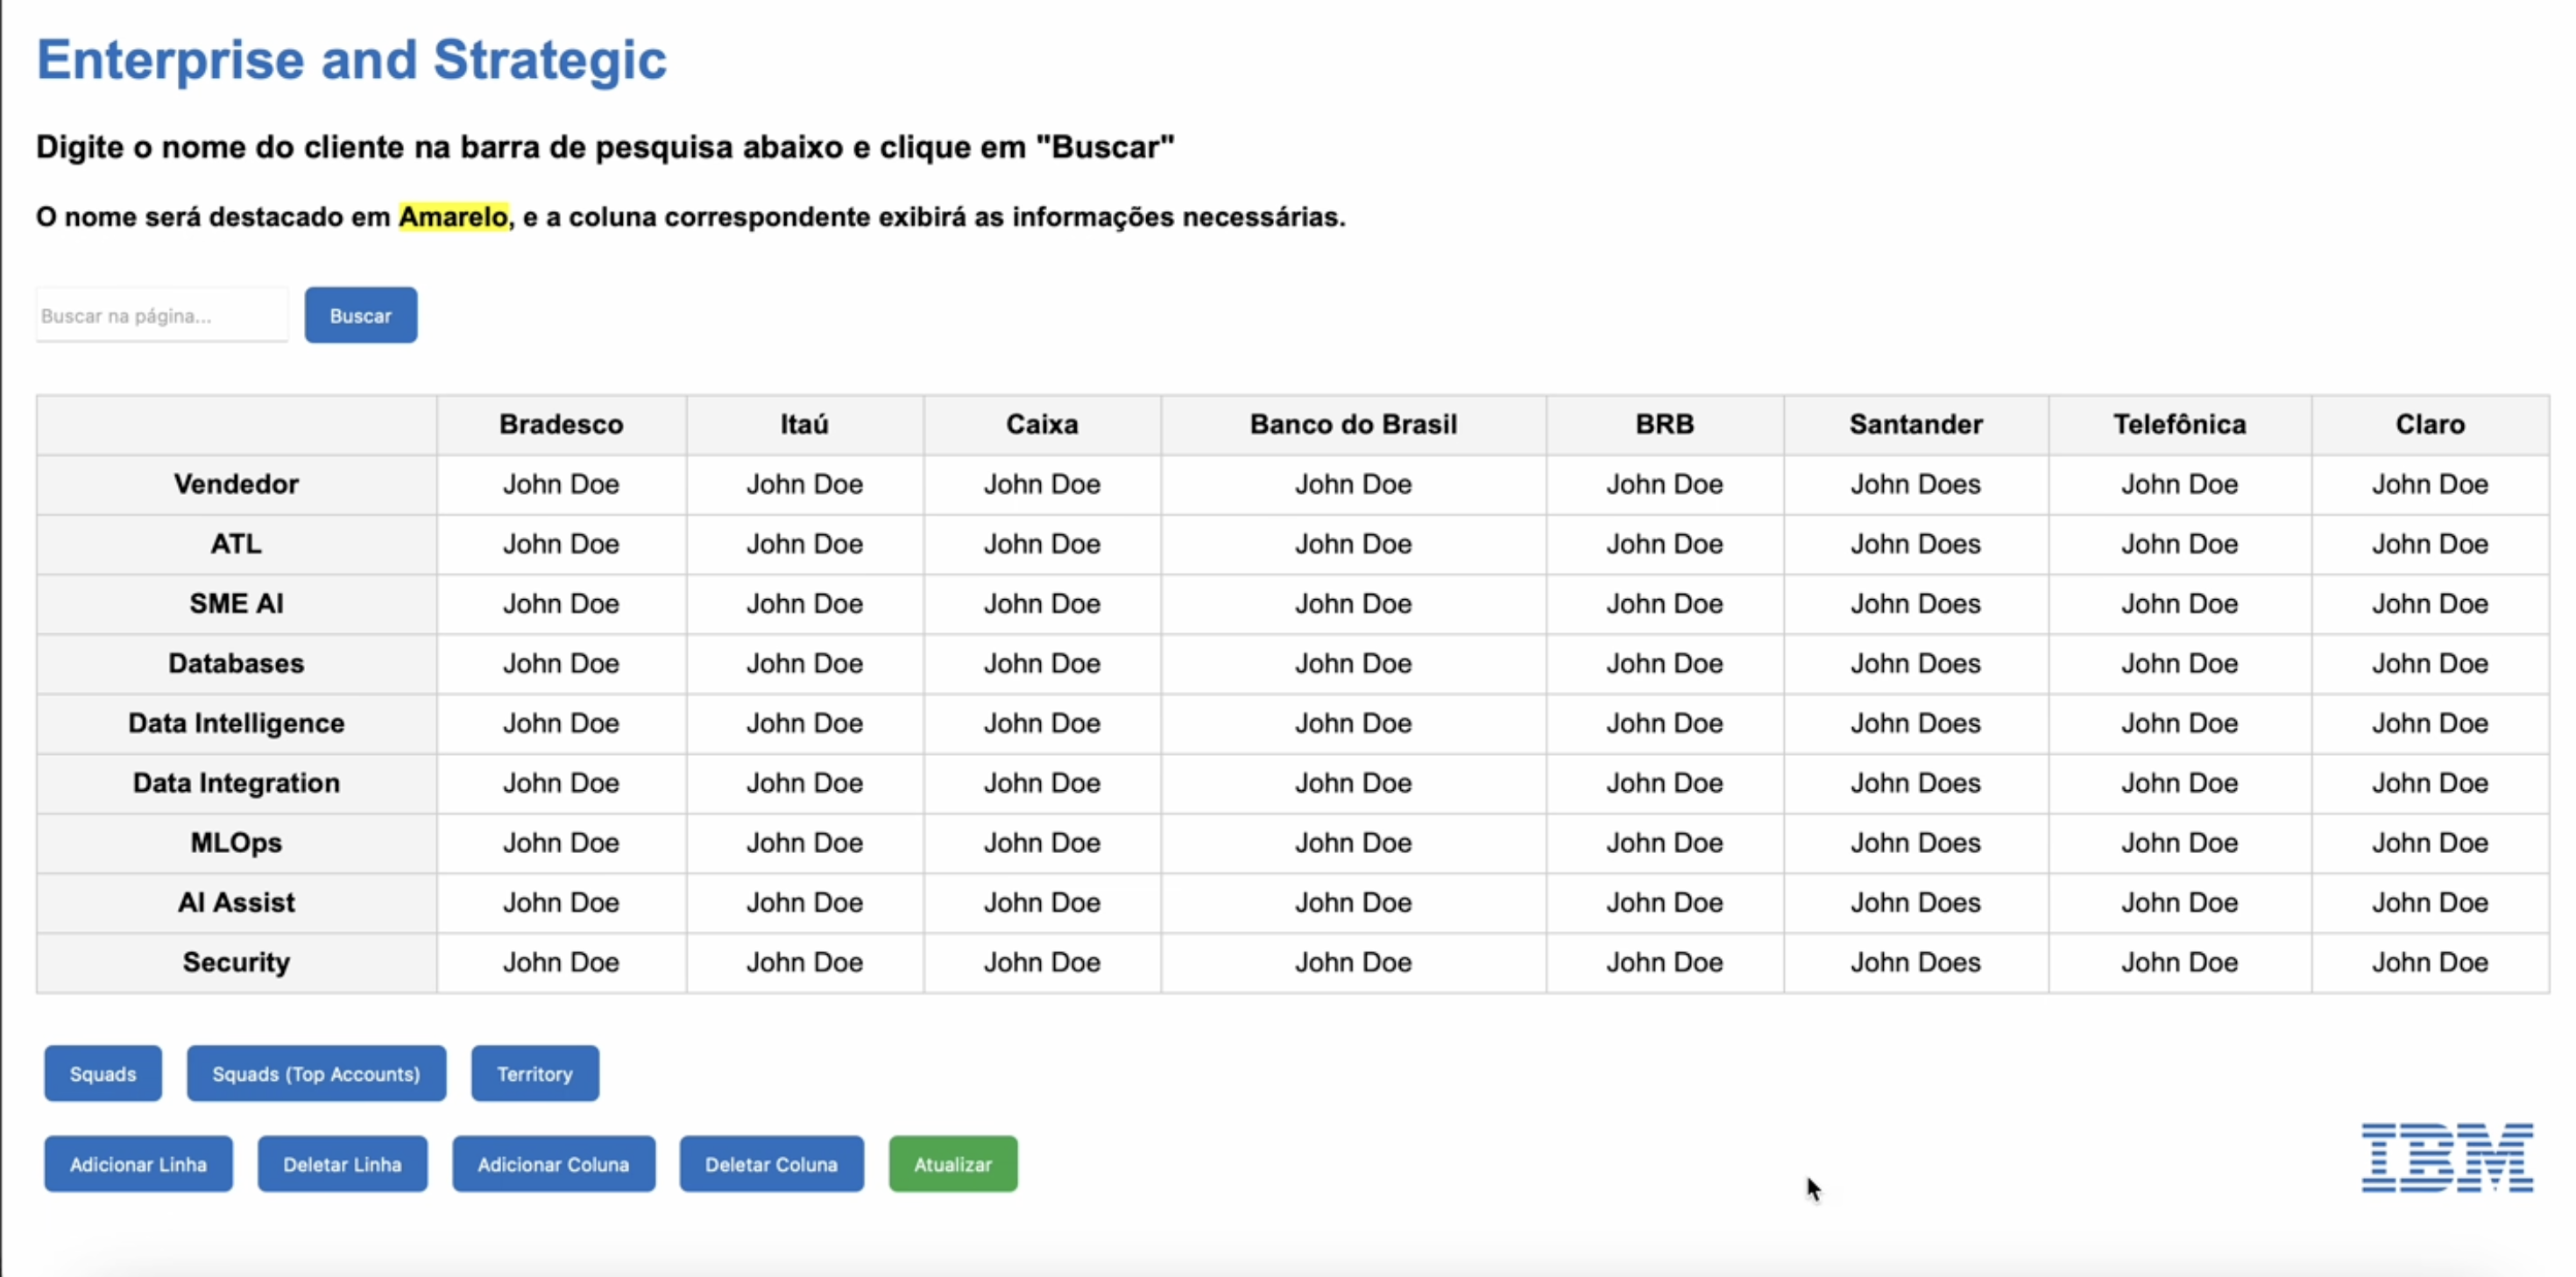 Enterprise and Strategic
Digite o nome do cliente na barra de pesquisa abaixo e clique em "Buscar"
O nome será destacado em Amarelo, e a coluna correspondente exibirá as informações necessárias.
Buscar na página... Buscar
Bradesco Itaú Caixa Banco do Brasil BRB Santander Telefônica Claro
Vendedor John Doe John Doe John Doe John Doe John Doe John Does John Doe John Doe
ATL John Doe John Doe John Doe John Doe John Doe John Does John Doe John Doe
SME AI John Doe John Doe John Doe John Doe John Doe John Does John Doe John Doe
Databases John Doe John Doe John Doe John Doe John Doe John Does John Doe John Doe
Data Intelligence John Doe John Doe John Doe John Doe John Doe John Does John Doe John Doe
Data Integration John Doe John Doe John Doe John Doe John Doe John Does John Doe John Doe
MLOps John Doe John Doe John Doe John Doe John Doe John Does John Doe John Doe
AI Assist John Doe John Doe John Doe John Doe John Doe John Does John Doe John Doe
Security John Doe John Doe John Doe John Doe John Doe John Does John Doe John Doe
Squads Squads (Top Accounts) Territory
Adicionar Linha Deletar Linha Adicionar Coluna Deletar Coluna Atualizar
IBM